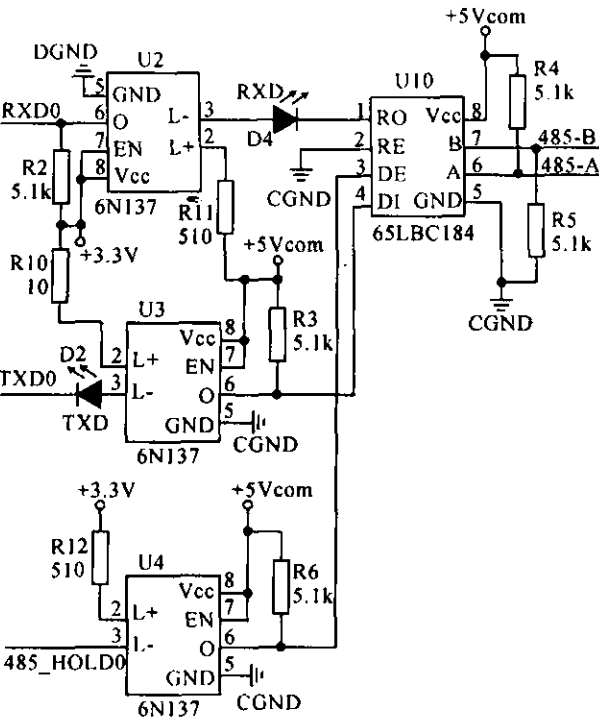 +5Vcom
DGND
U2
U10
R4
5.1k
5
GND
RXD0
6
O
L-
3
RXD
D4
1
RO
Vcc
8
7
EN
L+
2
2
RE
B
7
485-B
8
Vcc
R2
5.1k
CGND
3
DE
A
6
485-A
4
DI
GND
5
6N137
R11
510
65LBC184
R5
5.1k
+3.3V
+5Vcom
R10
10
U3
CGND
R3
5.1k
Vcc
8
D2
2
L+
EN
7
TXD0
3
L-
O
6
TXD
GND
5
CGND
6N137
+3.3V
+5Vcom
R12
510
U4
R6
5.1k
Vcc
8
2
L+
EN
7
3
L-
O
6
485_HOLD0
GND
5
CGND
6N137